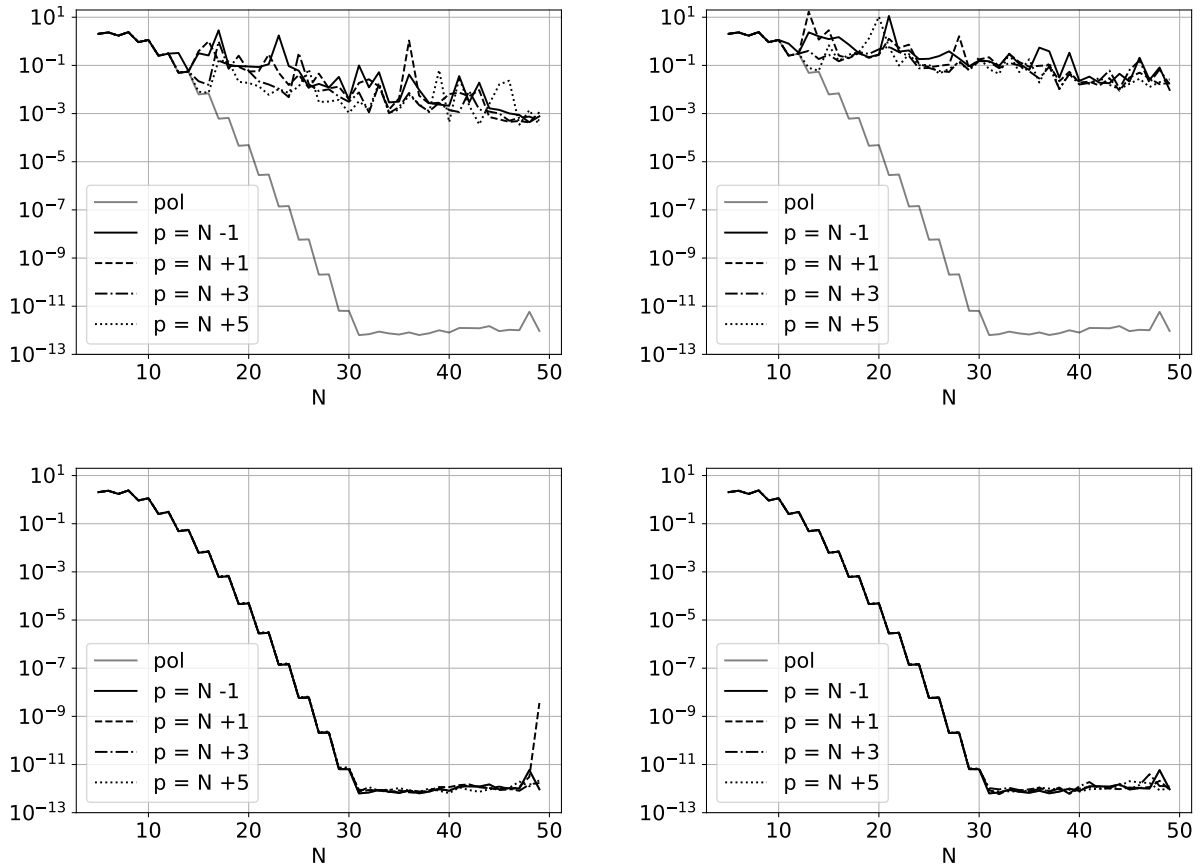 10^1
10^−1
10^−3
10^−5
10^−7
10^−9
10^−11
10^−13
pol
p = N -1
p = N +1
p = N +3
p = N +5
10 20 30 40 50
N
10^1
10^−1
10^−3
10^−5
10^−7
10^−9
10^−11
10^−13
pol
p = N -1
p = N +1
p = N +3
p = N +5
10 20 30 40 50
N
10^1
10^−1
10^−3
10^−5
10^−7
10^−9
10^−11
10^−13
pol
p = N -1
p = N +1
p = N +3
p = N +5
10 20 30 40 50
N
10^1
10^−1
10^−3
10^−5
10^−7
10^−9
10^−11
10^−13
pol
p = N -1
p = N +1
p = N +3
p = N +5
10 20 30 40 50
N